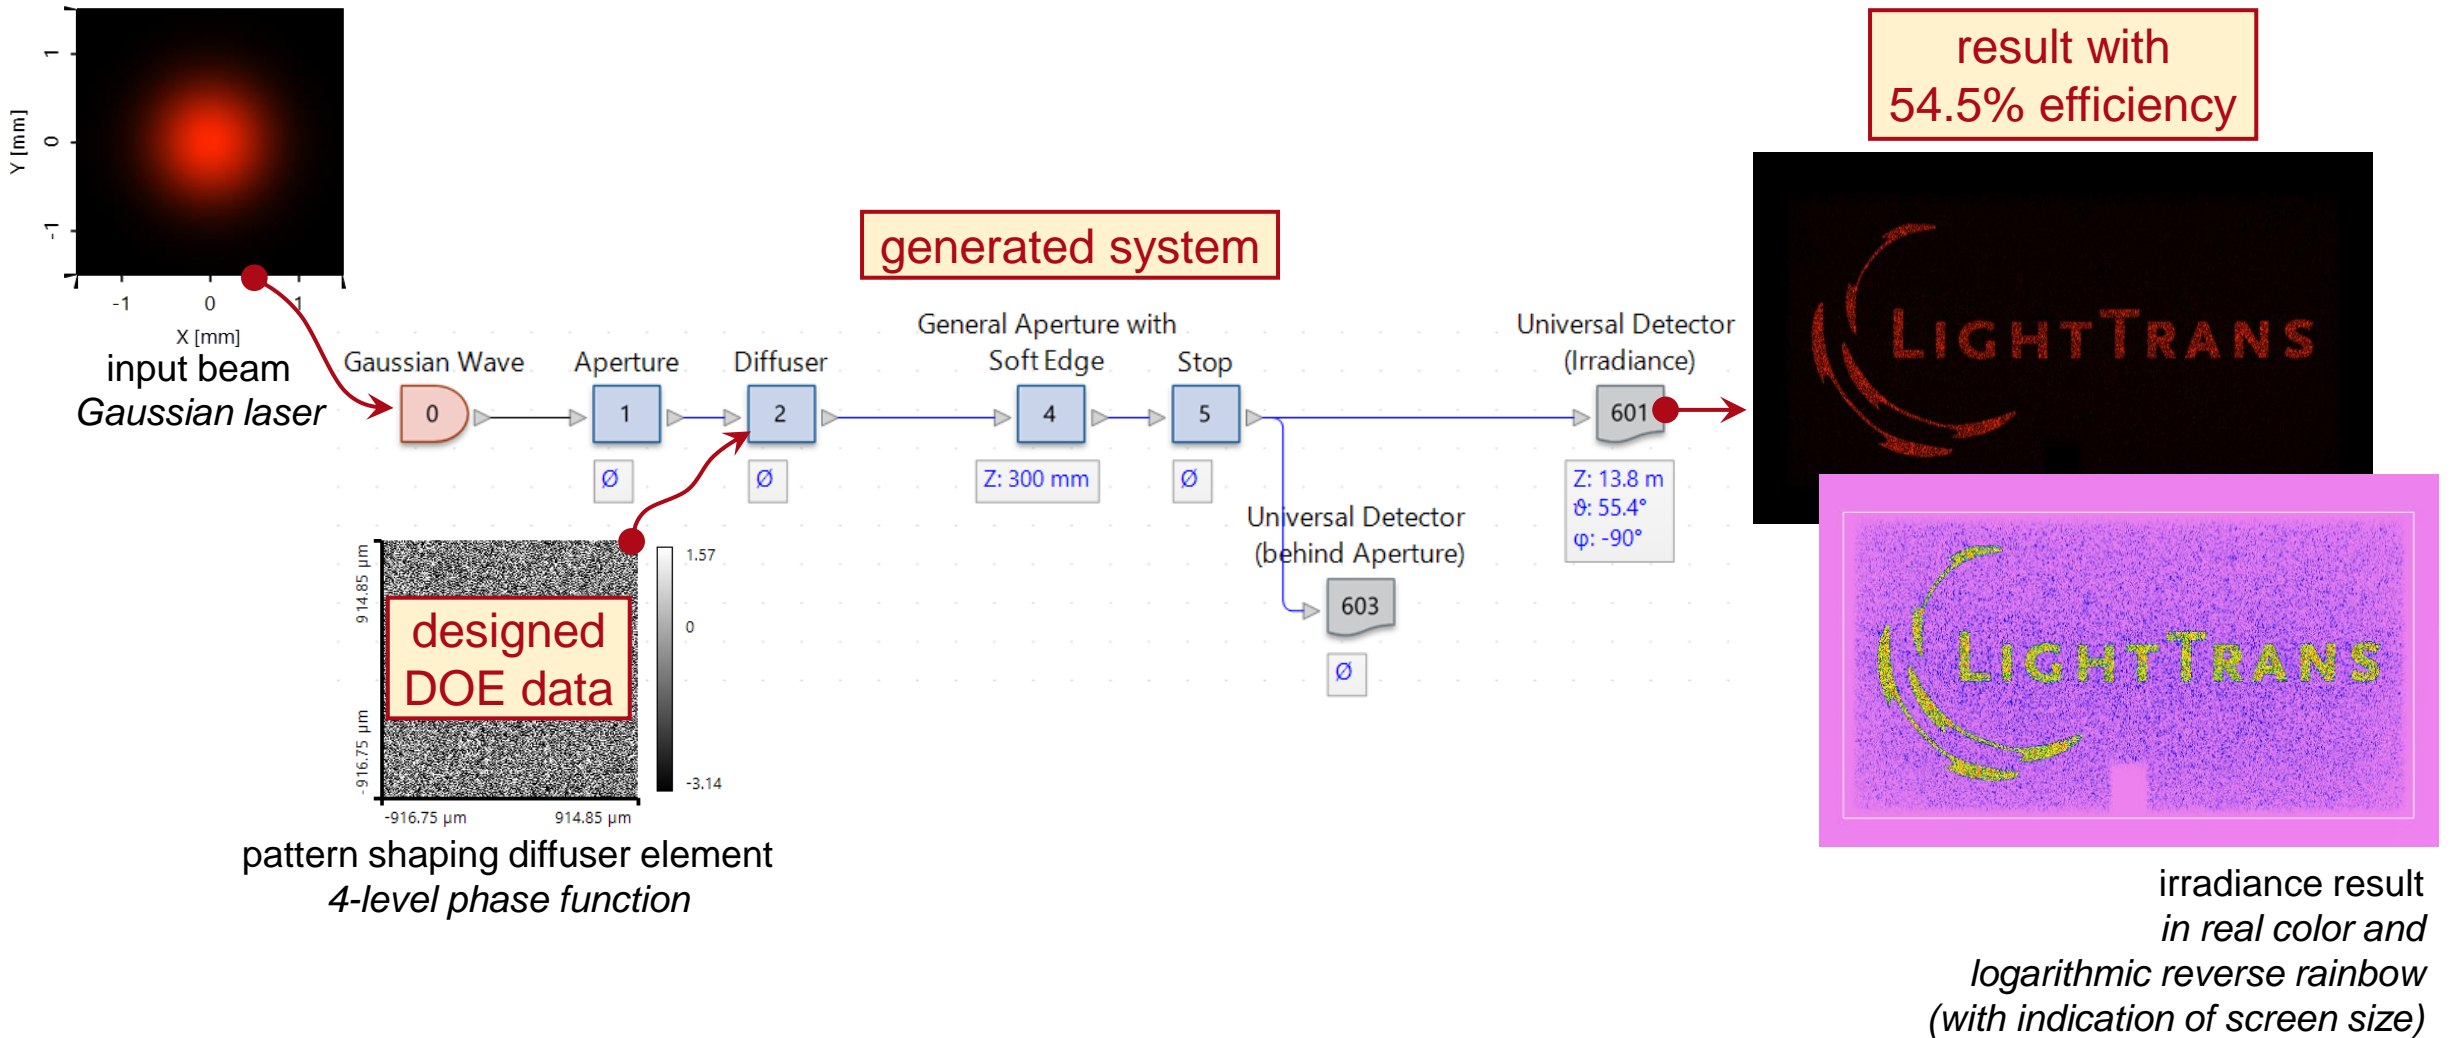 1
0
-1
Y [mm]
-1
0
1
X [mm]
input beam
Gaussian laser
generated system
result with
54.5% efficiency
LIGHTTRANS
Gaussian Wave
0
Aperture
1
Ø
Diffuser
2
Ø
General Aperture with
Soft Edge
4
Z: 300 mm
Stop
5
Ø
Universal Detector
(Irradiance)
601
Z: 13.8 m
ϑ: 55.4°
φ: -90°
Universal Detector
(behind Aperture)
603
Ø
914.85 µm
-916.75 µm
-916.75 µm
914.85 µm
1.57
0
-3.14
designed
DOE data
pattern shaping diffuser element
4-level phase function
LIGHTTRANS
irradiance result
in real color and
logarithmic reverse rainbow
(with indication of screen size)